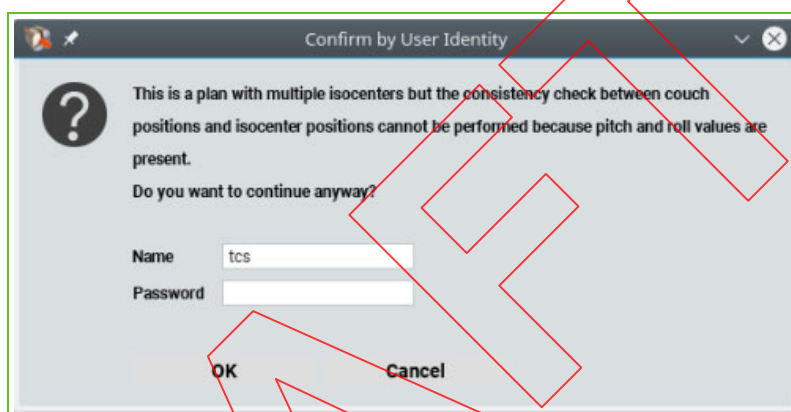 Confirm by User Identity
This is a plan with multiple isocenters but the consistency check between couch
positions and isocenter positions cannot be performed because pitch and roll values are
present.
Do you want to continue anyway?
Name tcs
Password
OK Cancel